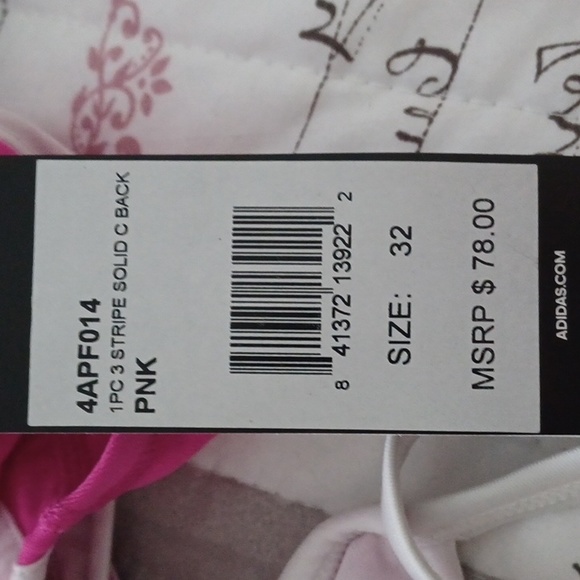 4APF014
1PC 3 STRIPE SOLID C BACK
PNK
8 41372 13922 2
SIZE: 32
MSRP $ 78.00
ADIDAS.COM